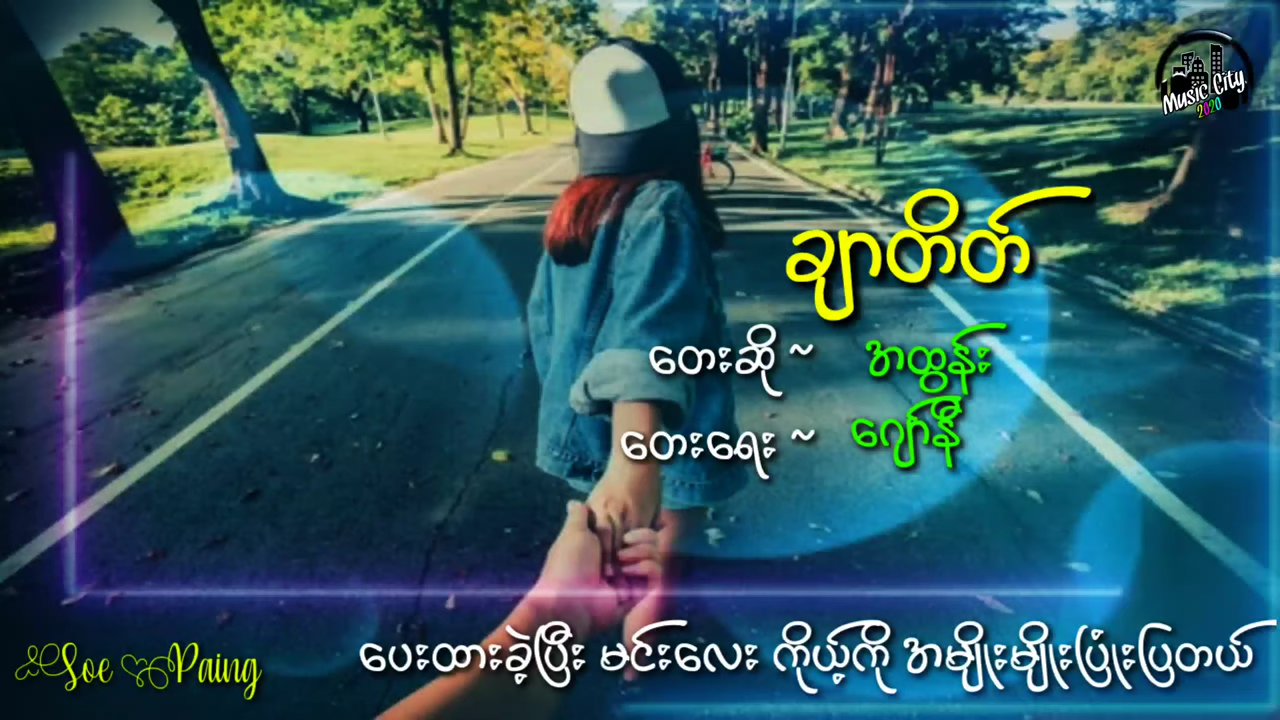 Music City
2020
ချာတိတ်
တေးဆို ~ အထွန်း
တေးရေး ~ ဂျော်နီ
ပေးထားခဲ့ပြီး မင်းလေး ကိုယ့်ကို အမျိုးမျိုးပြုံးပြတယ်
Soe Paing